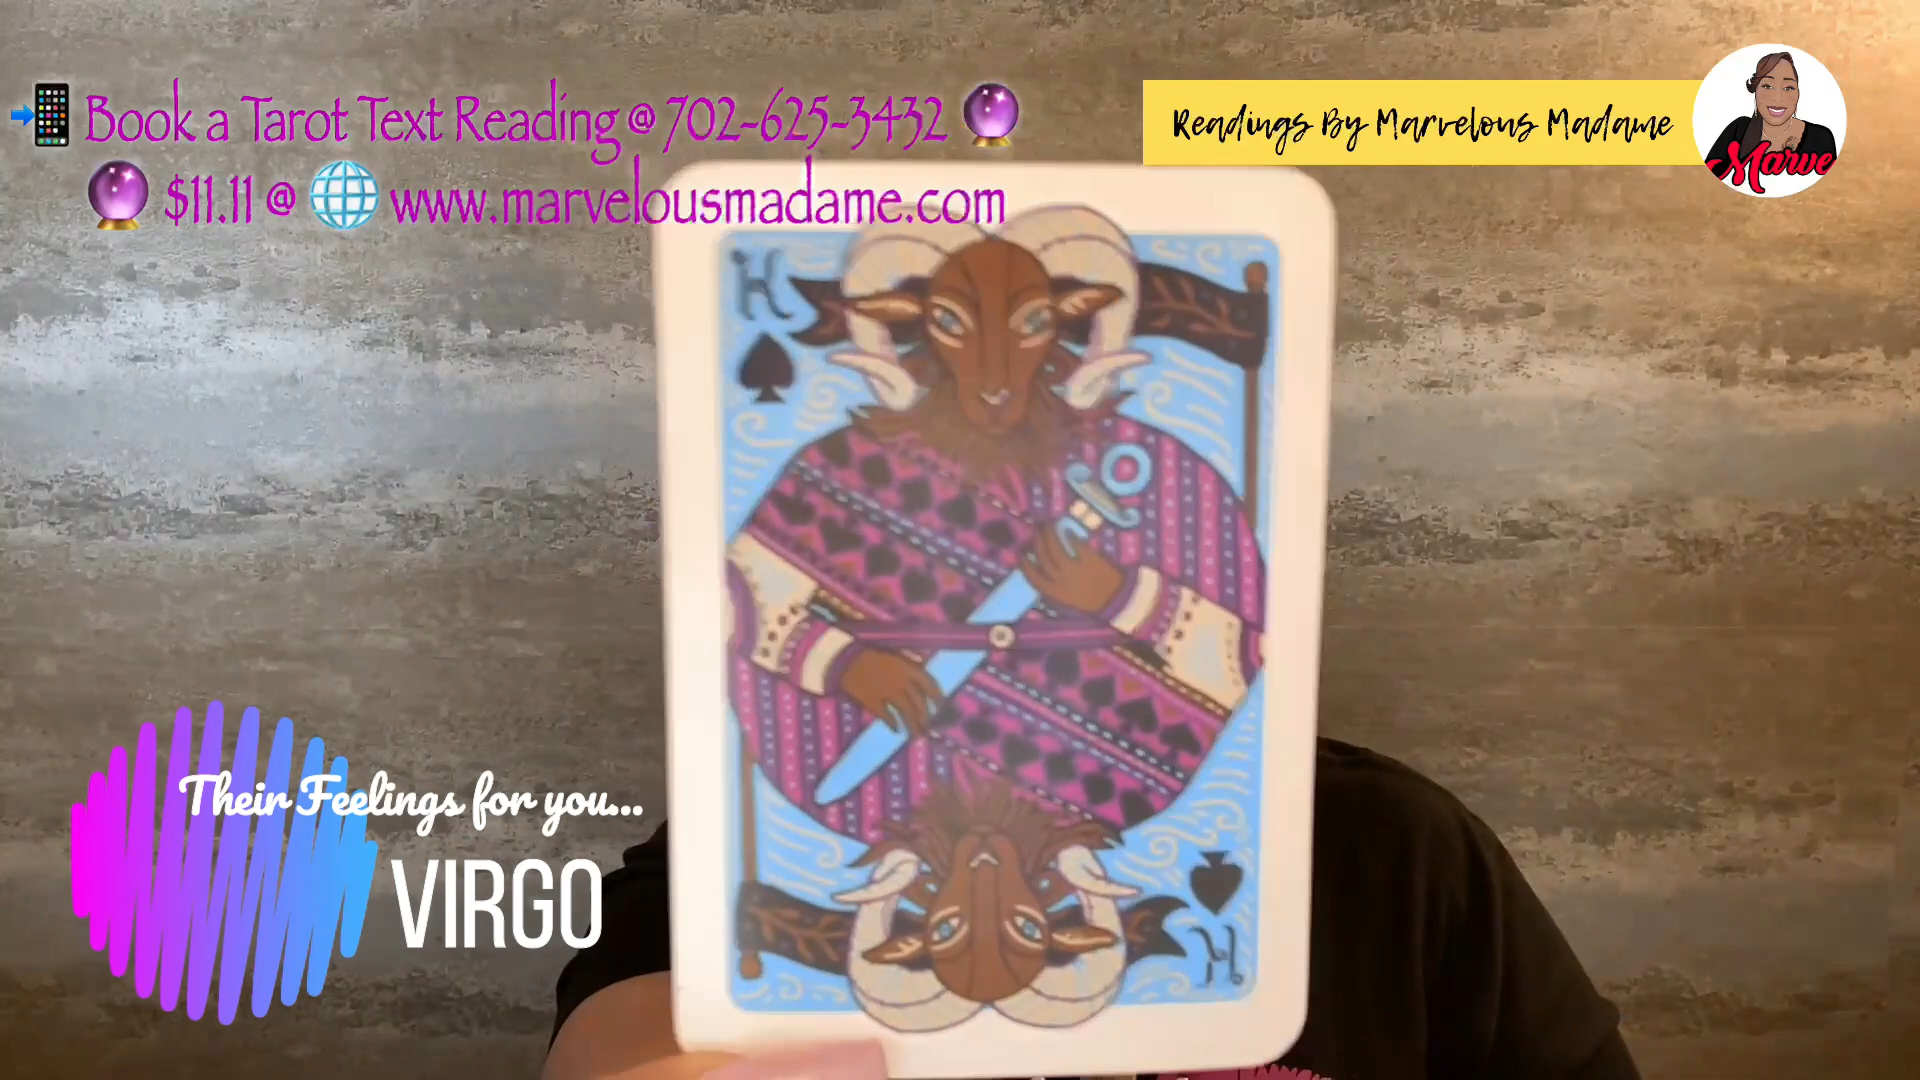 Book a Tarot Text Reading @ 702-625-3432
$11.11 @ www.marvelousmadame.com
Readings By Marvelous Madame
Marve
K
Their Feelings for you...
VIRGO
K